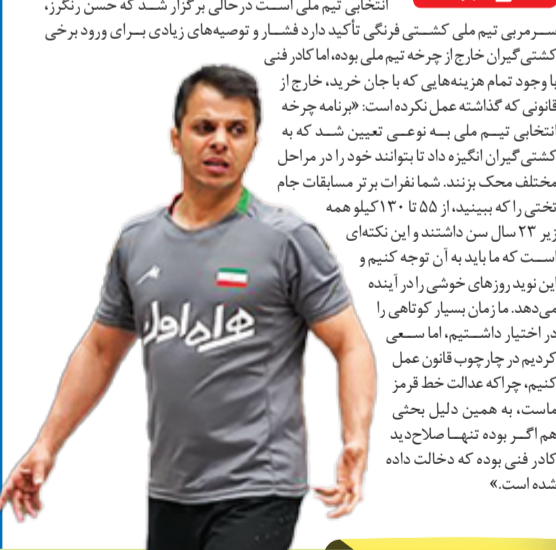 انتخابی تیم ملی است درحالی برگزار شد که حسن رنگرز،
سرمربی تیم ملی کشتی فرنگی تأکید دارد فشار و توصیه‌های زیادی برای ورود برخی
کشتی‌گیران خارج از چرخه تیم ملی بوده، اما کادر فنی
با وجود تمام هزینه‌هایی که با جان خرید، خارج از
قانونی که گذاشته عمل نکرده است: «برنامه چرخه
انتخابی تیم ملی به نوعی تعیین شد که به
کشتی‌گیران انگیزه داد تا بتوانند خود را در مراحل
مختلف محک بزنند. شما نفرات برتر مسابقات جام
تختی را که ببینید، از ۵۵ تا ۱۳۰ کیلو همه
زیر ۲۳ سال سن داشتند و این نکته‌ای
است که ما باید به آن توجه کنیم و
این نوید روزهای خوشی را در آینده
می‌دهد. ما زمان بسیار کوتاهی را
در اختیار داشتیم، اما سعی
کردیم در چارچوب قانون عمل
کنیم، چراکه عدالت خط قرمز
ماست، به همین دلیل بحثی
هم اگر بوده تنها صلاحدید
کادر فنی بوده که دخالت داده
شده است.»
همراه اول